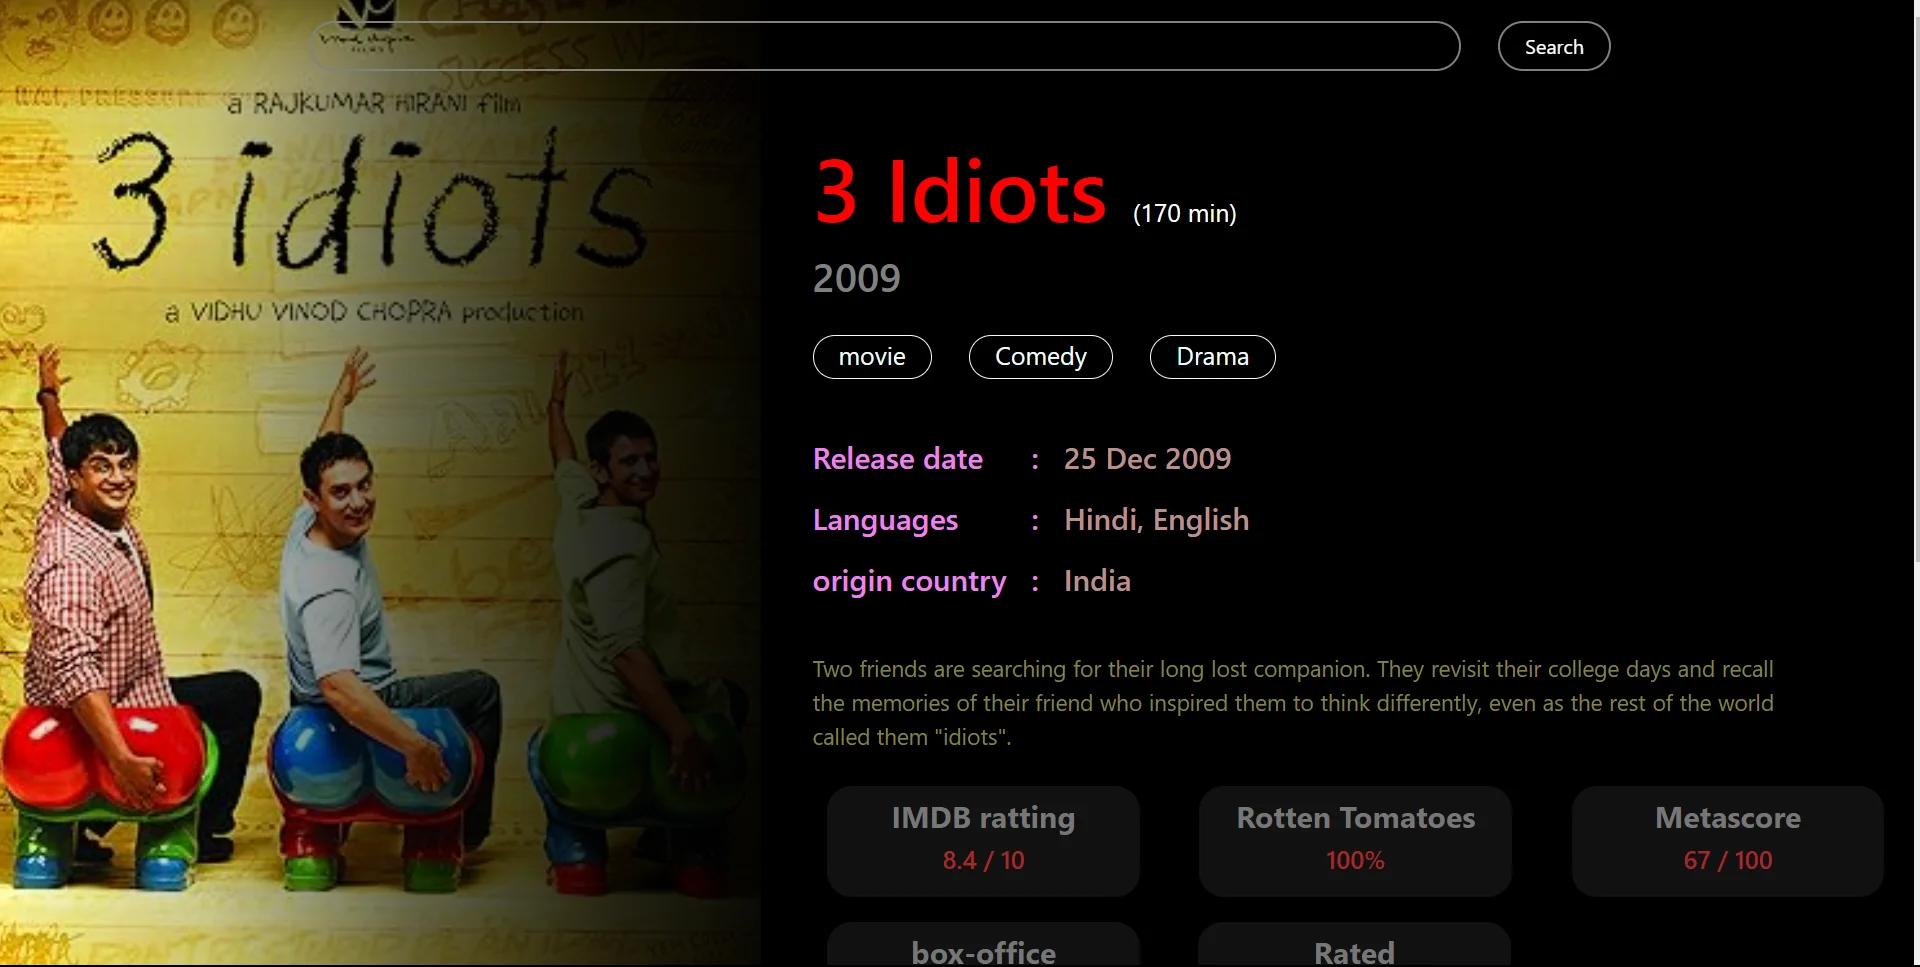 SUCCESS
Search
a RAJKUMAR HIRANI film
3 idiots
a VIDHU VINOD CHOPRA production
3 Idiots (170 min)
2009
movie Comedy Drama
Release date : 25 Dec 2009
Languages : Hindi, English
origin country : India
Two friends are searching for their long lost companion. They revisit their college days and recall
the memories of their friend who inspired them to think differently, even as the rest of the world
called them "idiots".
IMDB ratting Rotten Tomatoes Metascore
8.4 / 10 100% 67 / 100
box-office Rated